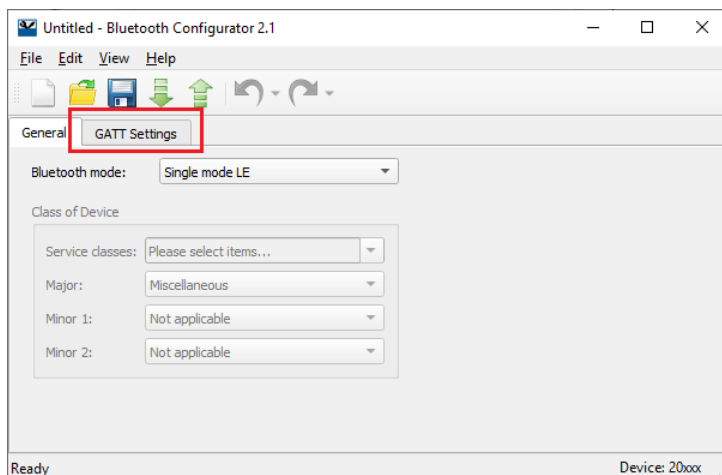 Untitled - Bluetooth Configurator 2.1
File Edit View Help
General GATT Settings
Bluetooth mode: Single mode LE
Class of Device
Service classes: Please select items...
Major: Miscellaneous
Minor 1: Not applicable
Minor 2: Not applicable
Ready Device: 20xxx